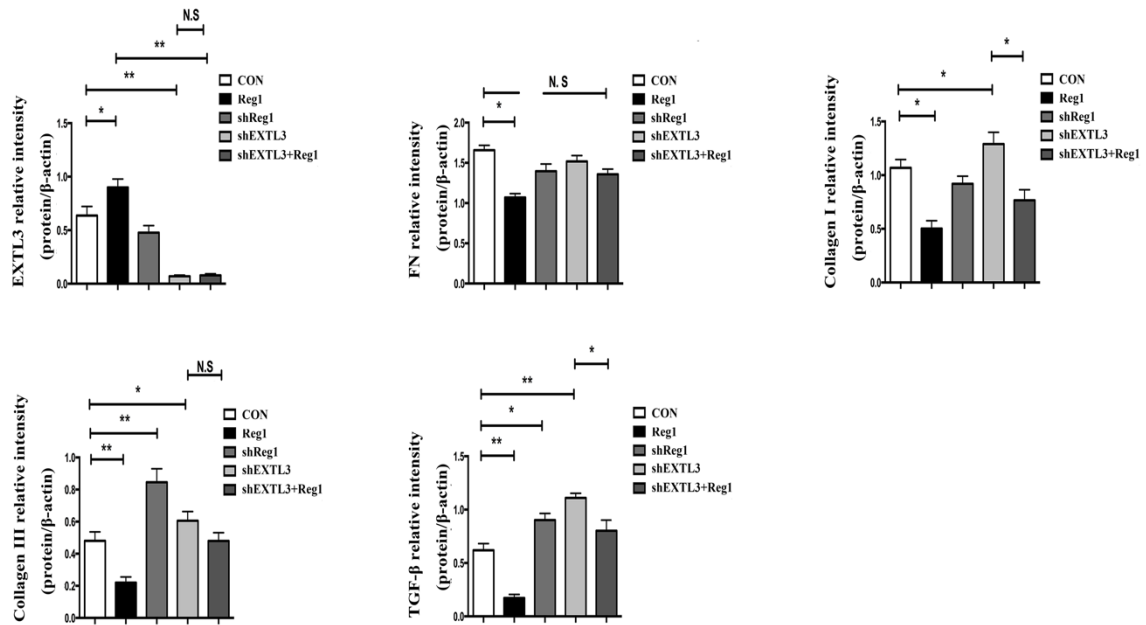 N.S
**
**
*
EXTL3 relative intensity
(protein/β-actin)
1.5
1.0
0.5
0.0
CON
Reg1
shReg1
shEXTL3
shEXTL3+Reg1
N. S
*
FN relative intensity
(protein/β-actin)
2.0
1.5
1.0
0.5
0.0
CON
Reg1
shReg1
shEXTL3
shEXTL3+Reg1
*
*
*
Collagen I relative intensity
(protein/β-actin)
1.5
1.0
0.5
0.0
CON
Reg1
shReg1
shEXTL3
shEXTL3+Reg1
N.S
*
**
**
Collagen III relative intensity
(protein/β-actin)
1.0
0.8
0.6
0.4
0.2
0.0
CON
Reg1
shReg1
shEXTL3
shEXTL3+Reg1
*
**
*
**
TGF-β relative intensity
(protein/β-actin)
1.5
1.0
0.5
0.0
CON
Reg1
shReg1
shEXTL3
shEXTL3+Reg1